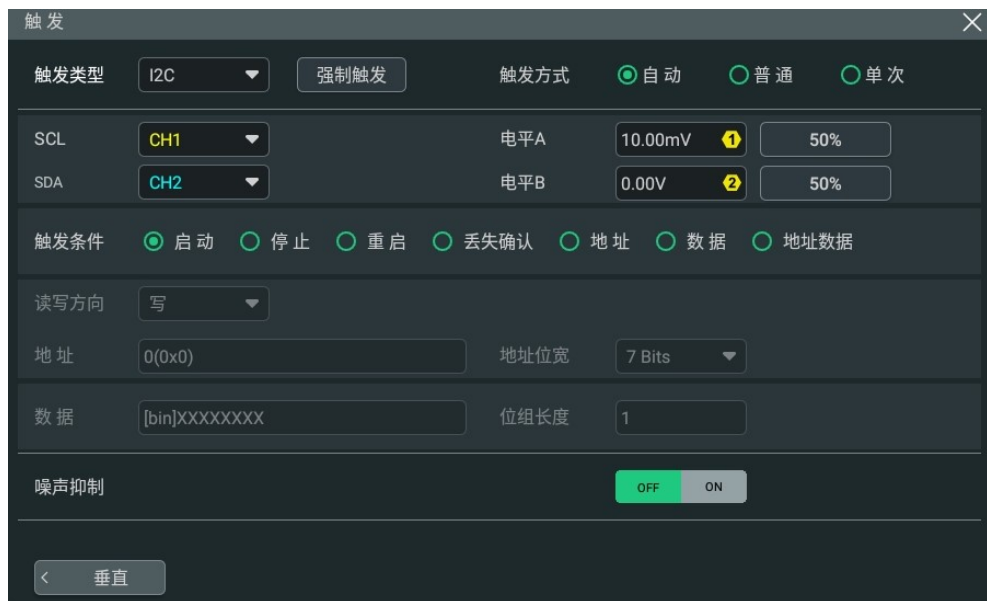 触发
触发类型 I2C 强制触发 触发方式 自动 普通 单次
SCL CH1 电平A 10.00mV 1 50%
SDA CH2 电平B 0.00V 2 50%
触发条件 启动 停止 重启 丢失确认 地址 数据 地址数据
读写方向 写
地址 0(0x0) 地址位宽 7 Bits
数据 [bin]XXXXXXXX 位组长度 1
噪声抑制 OFF ON
垂直